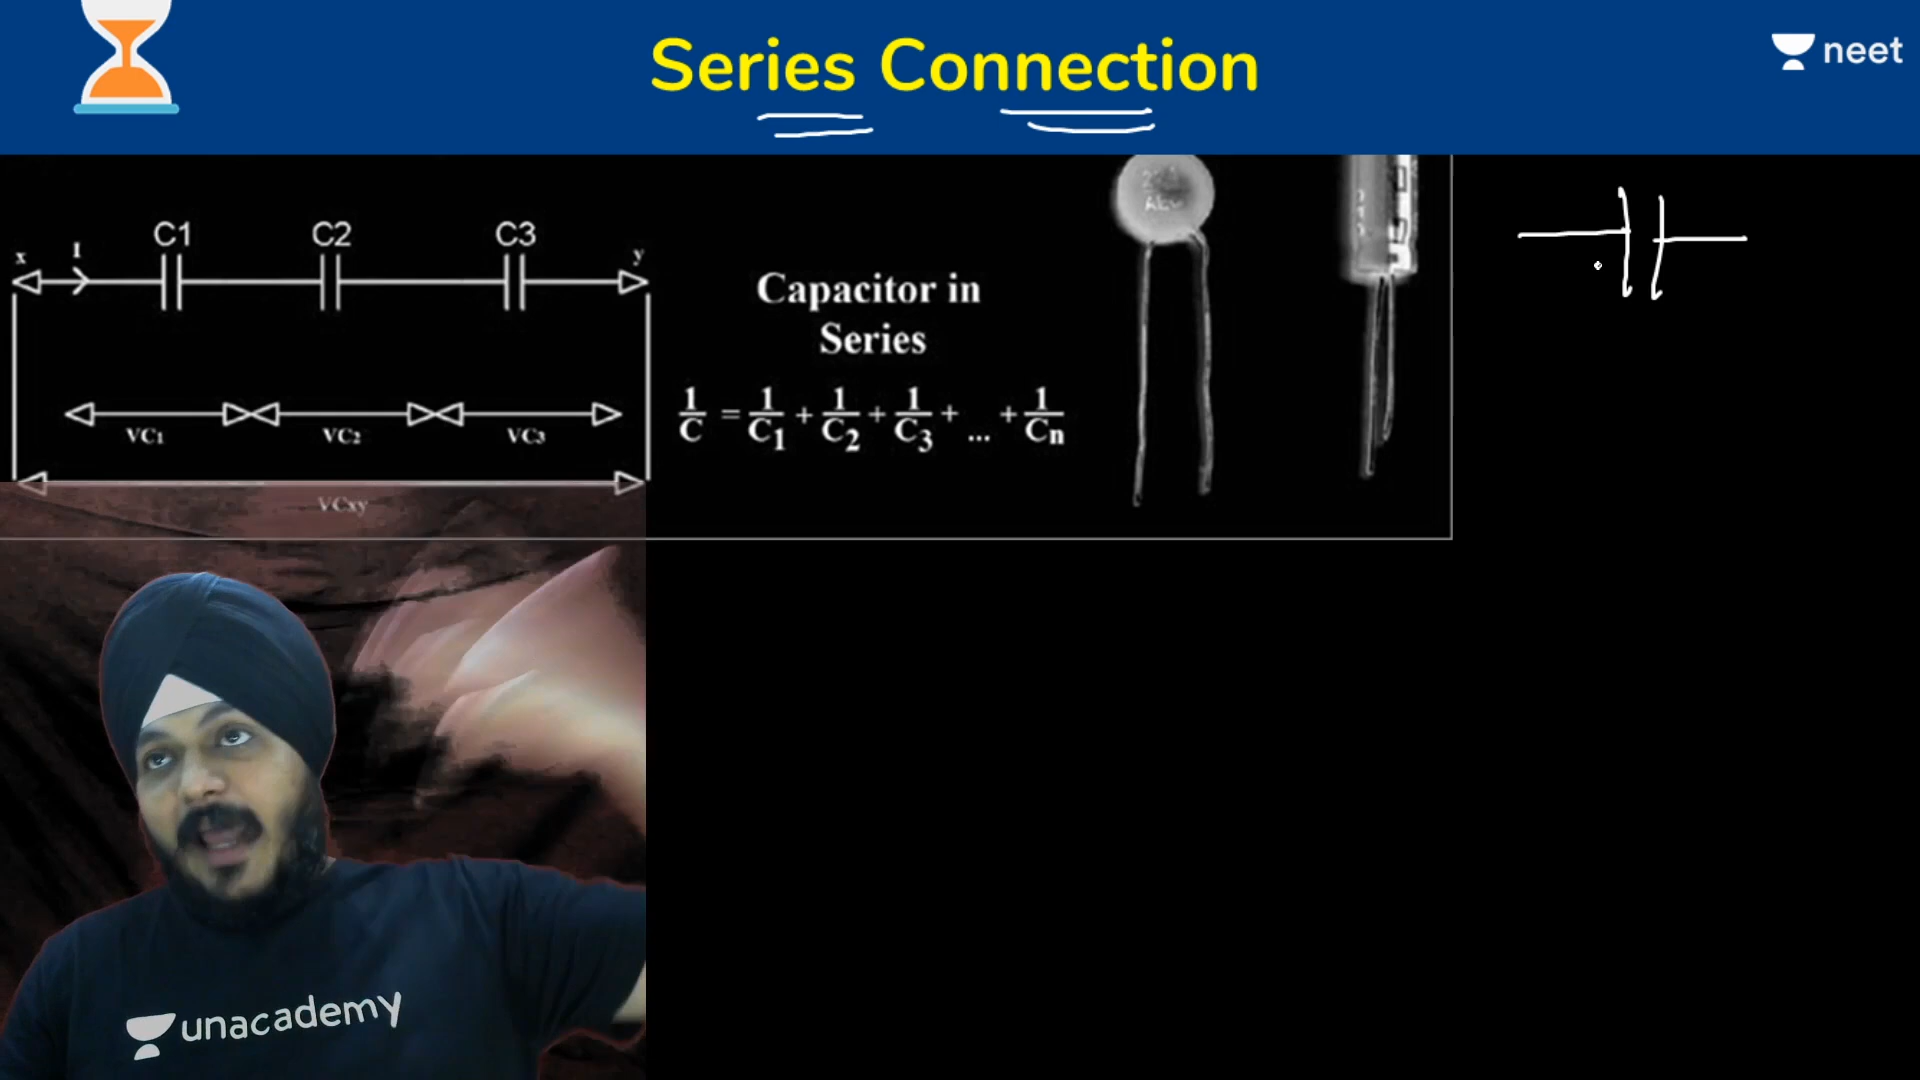 Series Connection
neet
C1 C2 C3
x I y
Capacitor in
Series
1/C = 1/C₁ + 1/C₂ + 1/C₃ + ... + 1/Cn
VC1 VC2 VC3
VCxy
unacademy